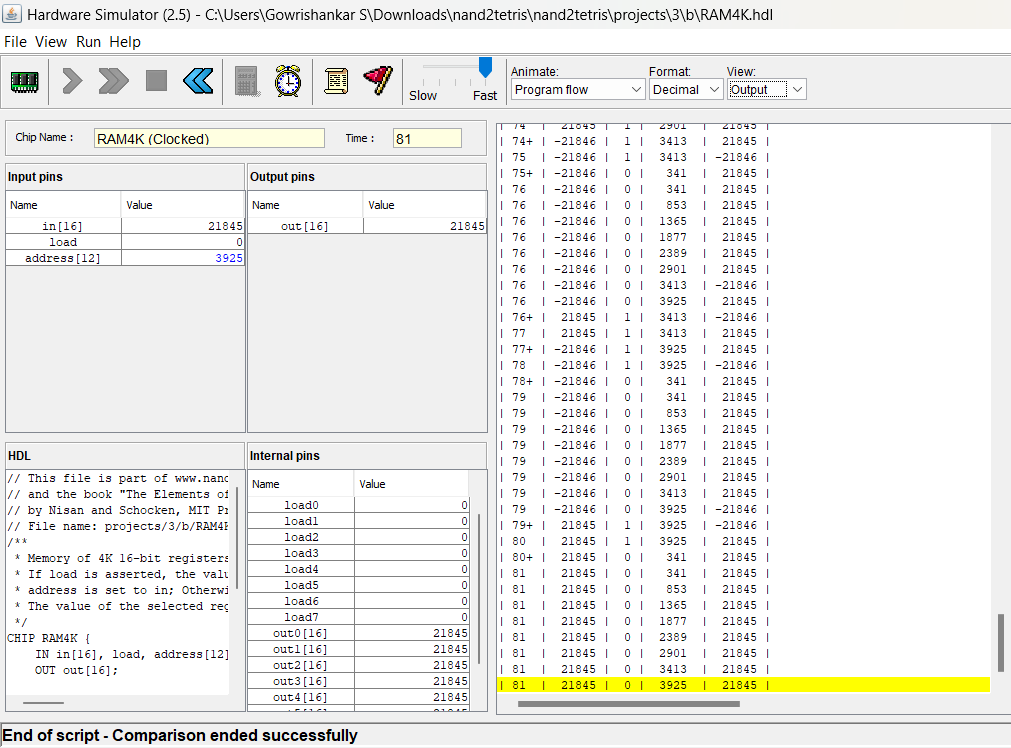 Hardware Simulator (2.5) - C:\Users\Gowrishankar S\Downloads\nand2tetris\nand2tetris\projects\3\b\RAM4K.hdl
File View Run Help
Slow Fast
Animate: Format: View:
Program flow Decimal Output
Chip Name : RAM4K (Clocked) Time : 81
Input pins
Name Value
in[16] 21845
load 0
address[12] 3925
Output pins
Name Value
out[16] 21845
HDL
// This file is part of www.nanc
// and the book "The Elements of
// by Nisan and Schocken, MIT P
// File name: projects/3/b/RAM4
/**
* Memory of 4K 16-bit registers
* If load is asserted, the valu
* address is set to in; Otherwi
* The value of the selected reg
*/
CHIP RAM4K {
IN in[16], load, address[12]
OUT out[16];
Internal pins
Name Value
load0 0
load1 0
load2 0
load3 0
load4 0
load5 0
load6 0
load7 0
out0[16] 21845
out1[16] 21845
out2[16] 21845
out3[16] 21845
out4[16] 21845
| 74 | 21845 | 1 | 2901 | 21845 |
| 74+ | -21846 | 1 | 3413 | 21845 |
| 75 | -21846 | 1 | 3413 | -21846 |
| 75+ | -21846 | 0 | 341 | 21845 |
| 76 | -21846 | 0 | 341 | 21845 |
| 76 | -21846 | 0 | 853 | 21845 |
| 76 | -21846 | 0 | 1365 | 21845 |
| 76 | -21846 | 0 | 1877 | 21845 |
| 76 | -21846 | 0 | 2389 | 21845 |
| 76 | -21846 | 0 | 2901 | 21845 |
| 76 | -21846 | 0 | 3413 | -21846 |
| 76 | -21846 | 0 | 3925 | 21845 |
| 76+ | 21845 | 1 | 3413 | -21846 |
| 77 | 21845 | 1 | 3413 | 21845 |
| 77+ | -21846 | 1 | 3925 | 21845 |
| 78 | -21846 | 1 | 3925 | -21846 |
| 78+ | -21846 | 0 | 341 | 21845 |
| 79 | -21846 | 0 | 341 | 21845 |
| 79 | -21846 | 0 | 853 | 21845 |
| 79 | -21846 | 0 | 1365 | 21845 |
| 79 | -21846 | 0 | 1877 | 21845 |
| 79 | -21846 | 0 | 2389 | 21845 |
| 79 | -21846 | 0 | 2901 | 21845 |
| 79 | -21846 | 0 | 3413 | 21845 |
| 79 | -21846 | 0 | 3925 | -21846 |
| 79+ | 21845 | 1 | 3925 | -21846 |
| 80 | 21845 | 1 | 3925 | 21845 |
| 80+ | 21845 | 0 | 341 | 21845 |
| 81 | 21845 | 0 | 341 | 21845 |
| 81 | 21845 | 0 | 853 | 21845 |
| 81 | 21845 | 0 | 1365 | 21845 |
| 81 | 21845 | 0 | 1877 | 21845 |
| 81 | 21845 | 0 | 2389 | 21845 |
| 81 | 21845 | 0 | 2901 | 21845 |
| 81 | 21845 | 0 | 3413 | 21845 |
| 81 | 21845 | 0 | 3925 | 21845 |
End of script - Comparison ended successfully